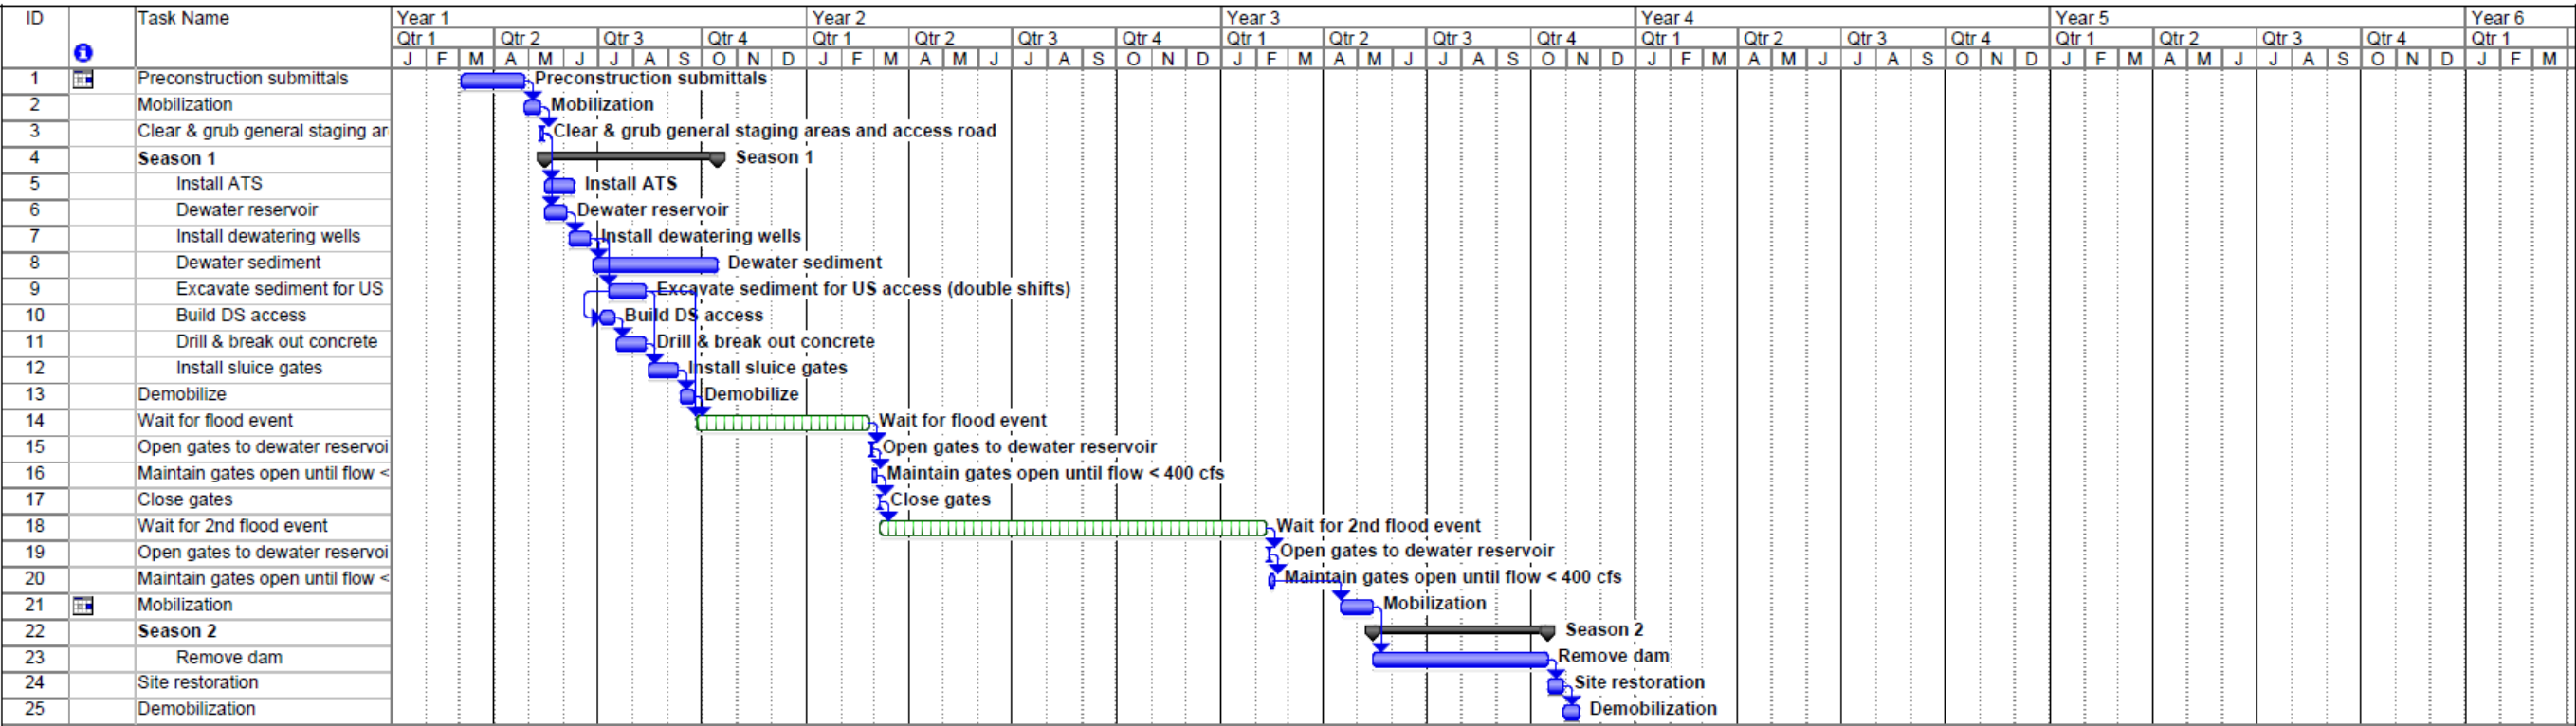 ID Task Name Year 1 Year 2 Year 3 Year 4 Year 5 Year 6
Qtr 1 Qtr 2 Qtr 3 Qtr 4 Qtr 1 Qtr 2 Qtr 3 Qtr 4 Qtr 1 Qtr 2 Qtr 3 Qtr 4 Qtr 1 Qtr 2 Qtr 3 Qtr 4 Qtr 1 Qtr 2 Qtr 3 Qtr 4 Qtr 1
J F M A M J J A S O N D J F M A M J J A S O N D J F M A M J J A S O N D J F M A M J J A S O N D J F M A M J J A S O N D J F M
1 Preconstruction submittals Preconstruction submittals
2 Mobilization Mobilization
3 Clear & grub general staging ar Clear & grub general staging areas and access road
4 Season 1 Season 1
5 Install ATS Install ATS
6 Dewater reservoir Dewater reservoir
7 Install dewatering wells Install dewatering wells
8 Dewater sediment Dewater sediment
9 Excavate sediment for US Excavate sediment for US access (double shifts)
10 Build DS access Build DS access
11 Drill & break out concrete Drill & break out concrete
12 Install sluice gates Install sluice gates
13 Demobilize Demobilize
14 Wait for flood event Wait for flood event
15 Open gates to dewater reservoi Open gates to dewater reservoir
16 Maintain gates open until flow < Maintain gates open until flow < 400 cfs
17 Close gates Close gates
18 Wait for 2nd flood event Wait for 2nd flood event
19 Open gates to dewater reservoi Open gates to dewater reservoir
20 Maintain gates open until flow < Maintain gates open until flow < 400 cfs
21 Mobilization Mobilization
22 Season 2 Season 2
23 Remove dam Remove dam
24 Site restoration Site restoration
25 Demobilization Demobilization